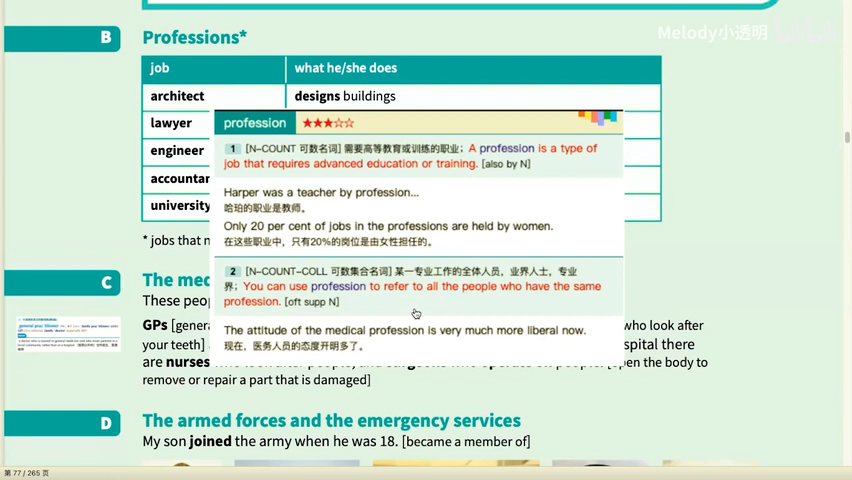 Melody小透明
B
Professions*
job
what he/she does
architect
designs buildings
lawyer
engineer
accountan
university
profession ★★★☆☆
1 [N-COUNT 可数名词] 需要高等教育或训练的职业；A profession is a type of
job that requires advanced education or training. [also by N]
Harper was a teacher by profession...
哈珀的职业是教师。
Only 20 per cent of jobs in the professions are held by women.
在这些职业中，只有20%的岗位是由女性担任的。
2 [N-COUNT-COLL 可数集合名词] 某一专业工作的全体人员，业界人士，专业
界；You can use profession to refer to all the people who have the same
profession. [oft supp N]
The attitude of the medical profession is very much more liberal now.
现在，医务人员的态度开明多了。
* jobs that n
C
The med
These peop
GPs [genera
who look after
your teeth]
spital there
are nurses
people. [open the body to
remove or repair a part that is damaged]
D
The armed forces and the emergency services
My son joined the army when he was 18. [became a member of]
第 77 / 265 页